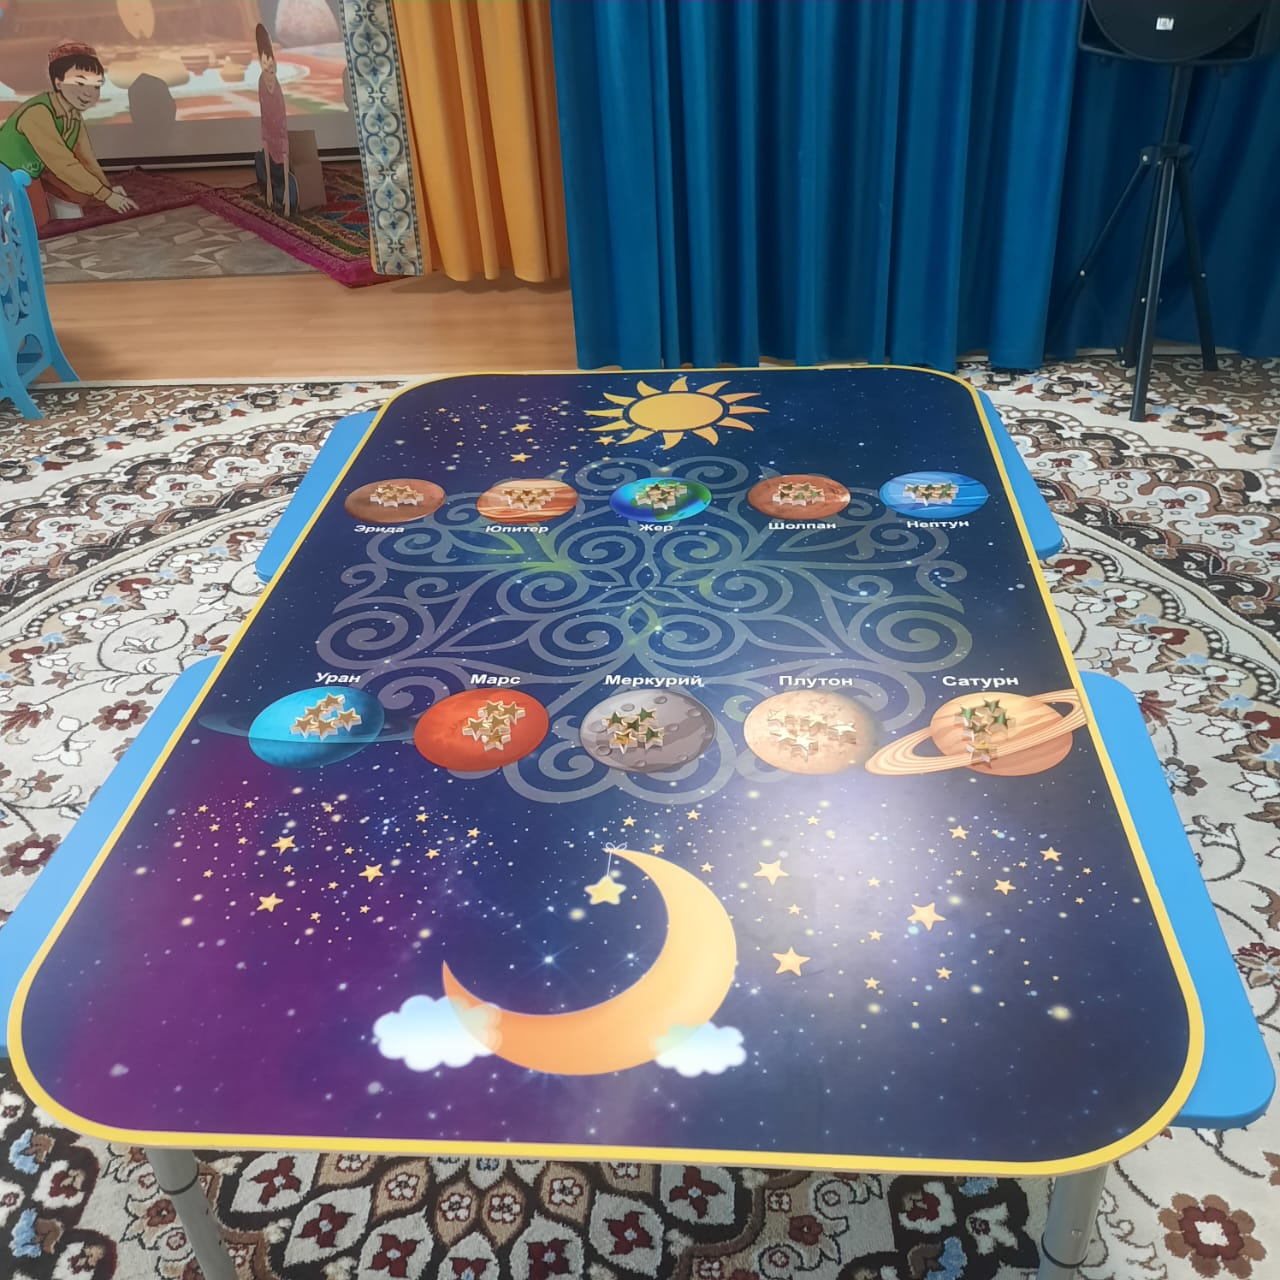 Эрида
Юпитер
Жер
Шолпан
Нептун
Уран
Марс
Меркурий
Плутон
Сатурн